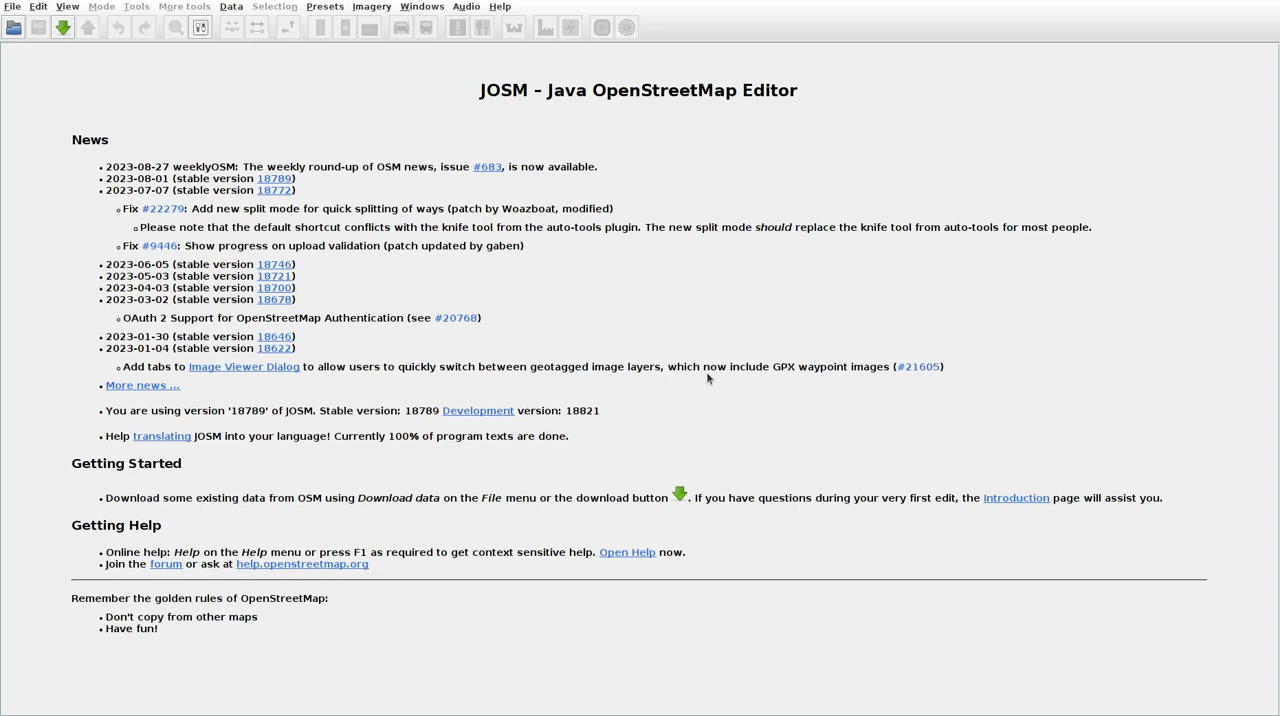 File Edit View Mode Tools More tools Data Selection Presets Imagery Windows Audio Help
JOSM – Java OpenStreetMap Editor
News
2023-08-27 weeklyOSM: The weekly round-up of OSM news, issue #683, is now available.
2023-08-01 (stable version 18789)
2023-07-07 (stable version 18772)
Fix #22279: Add new split mode for quick splitting of ways (patch by Woazboat, modified)
Please note that the default shortcut conflicts with the knife tool from the auto-tools plugin. The new split mode should replace the knife tool from auto-tools for most people.
Fix #9446: Show progress on upload validation (patch updated by gaben)
2023-06-05 (stable version 18746)
2023-05-03 (stable version 18721)
2023-04-03 (stable version 18700)
2023-03-02 (stable version 18678)
OAuth 2 Support for OpenStreetMap Authentication (see #20768)
2023-01-30 (stable version 18646)
2023-01-04 (stable version 18622)
Add tabs to Image Viewer Dialog to allow users to quickly switch between geotagged image layers, which now include GPX waypoint images (#21605)
More news ...
You are using version '18789' of JOSM. Stable version: 18789 Development version: 18821
Help translating JOSM into your language! Currently 100% of program texts are done.
Getting Started
Download some existing data from OSM using Download data on the File menu or the download button . If you have questions during your very first edit, the Introduction page will assist you.
Getting Help
Online help: Help on the Help menu or press F1 as required to get context sensitive help. Open Help now.
Join the forum or ask at help.openstreetmap.org
Remember the golden rules of OpenStreetMap:
Don't copy from other maps
Have fun!